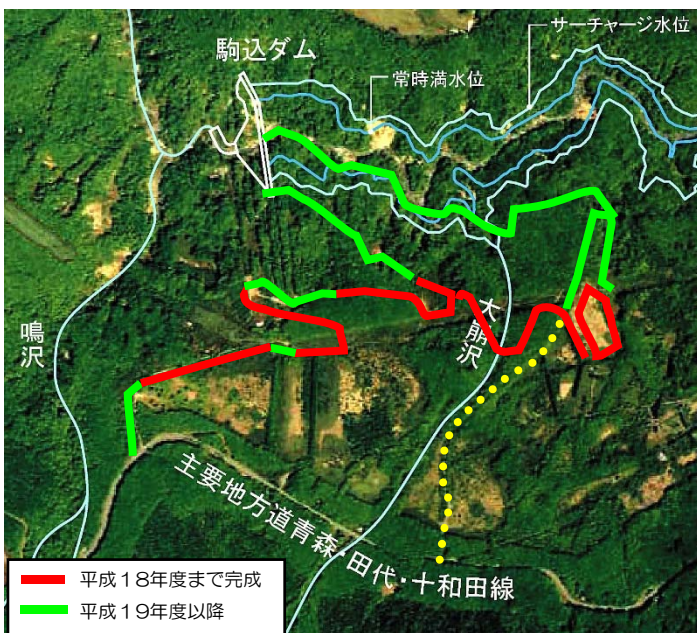 サーチャージ水位
駒込ダム
常時満水位
鳴沢
大崩沢
主要地方道青森・田代・十和田線
平成18年度まで完成
平成19年度以降